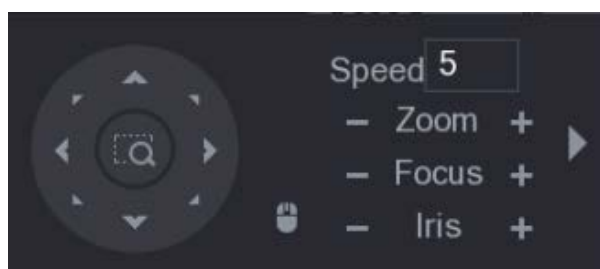 Speed 5
− Zoom +
− Focus +
− Iris +